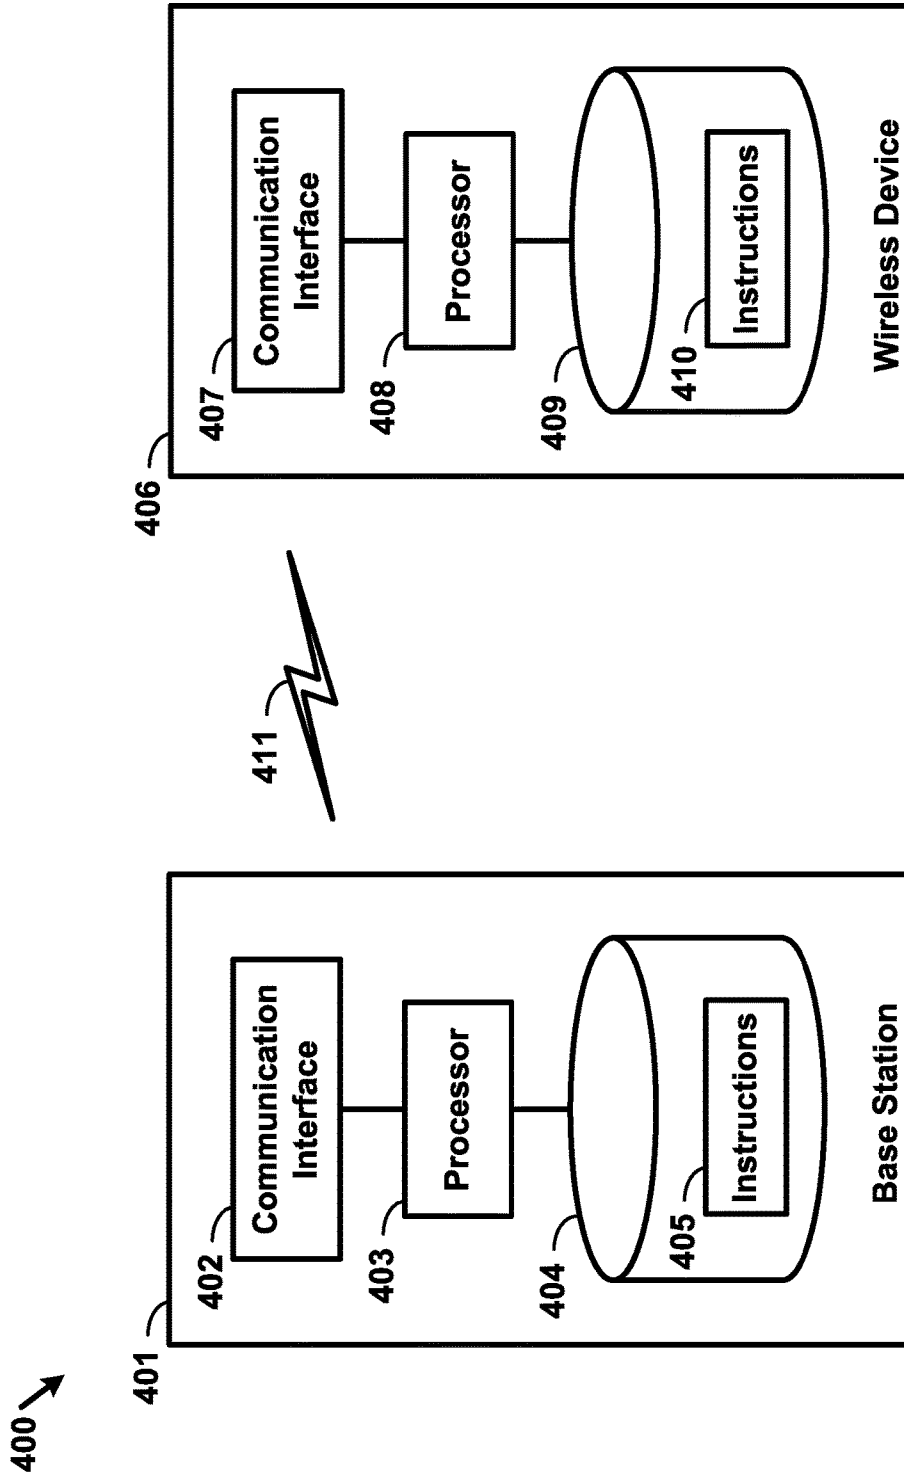 400
401
402
Communication
Interface
403
Processor
404
405
Instructions
Base Station
411
406
407
Communication
Interface
408
Processor
409
410
Instructions
Wireless Device